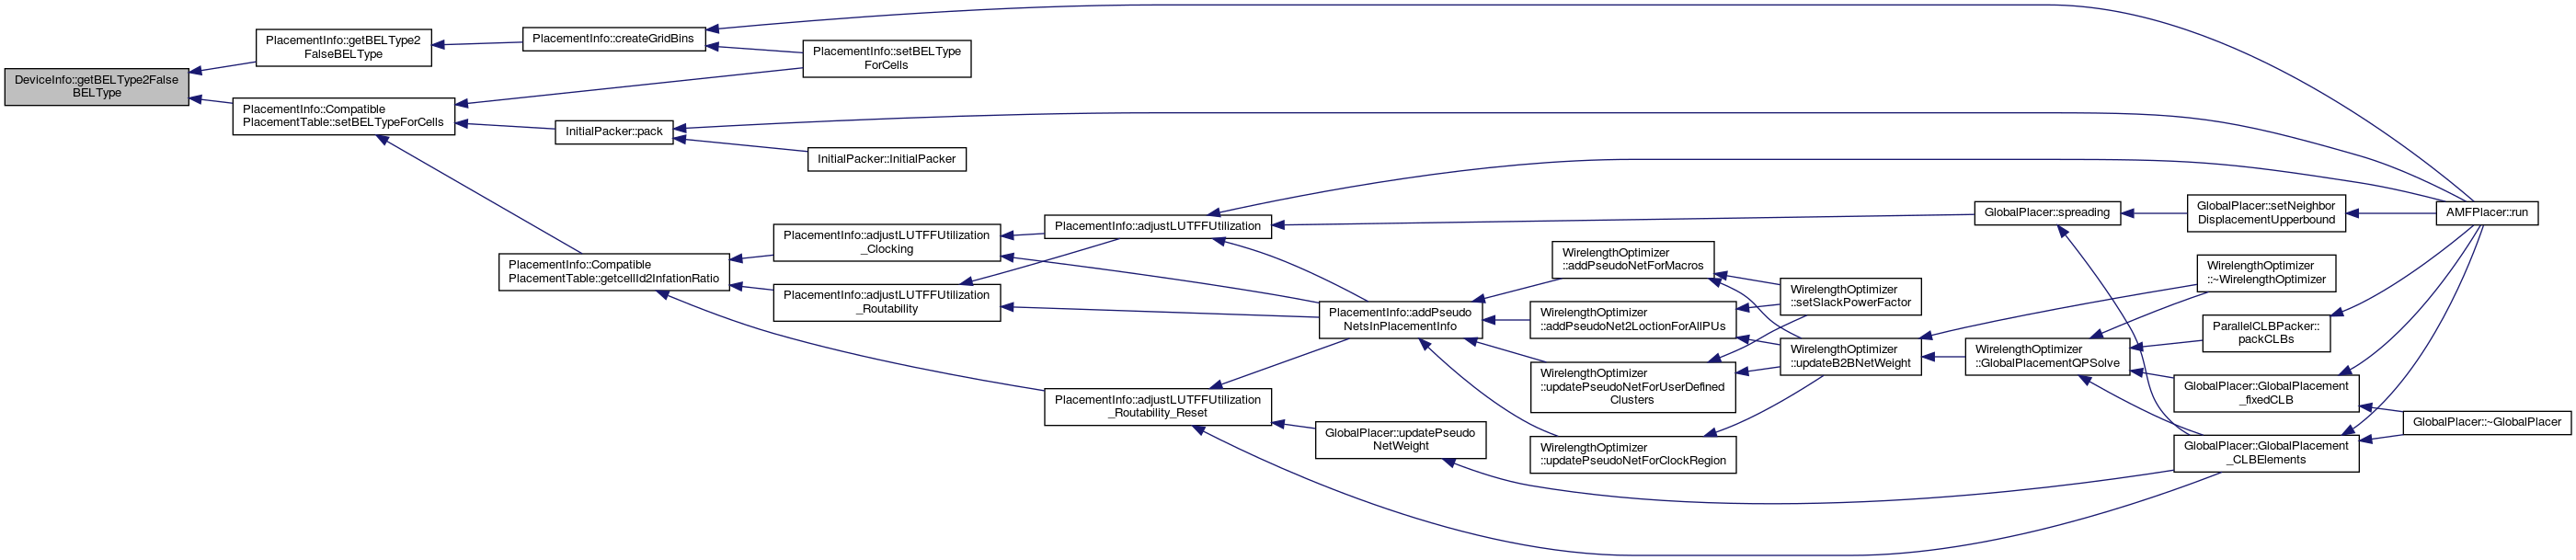 DeviceInfo::getBELType2False
BELType
PlacementInfo::getBELType2
FalseBELType
PlacementInfo::Compatible
PlacementTable::setBELTypeForCells
PlacementInfo::createGridBins
PlacementInfo::setBELType
ForCells
InitialPacker::pack
InitialPacker::InitialPacker
PlacementInfo::Compatible
PlacementTable::getcellId2InfationRatio
PlacementInfo::adjustLUTFFUtilization
_Clocking
PlacementInfo::adjustLUTFFUtilization
_Routability
PlacementInfo::adjustLUTFFUtilization
PlacementInfo::adjustLUTFFUtilization
_Routability_Reset
PlacementInfo::addPseudo
NetsInPlacementInfo
GlobalPlacer::updatePseudo
NetWeight
WirelengthOptimizer
::addPseudoNetForMacros
WirelengthOptimizer
::addPseudoNet2LoctionForAllPUs
WirelengthOptimizer
::updatePseudoNetForUserDefined
Clusters
WirelengthOptimizer
::updatePseudoNetForClockRegion
WirelengthOptimizer
::setSlackPowerFactor
WirelengthOptimizer
::updateB2BNetWeight
GlobalPlacer::spreading
WirelengthOptimizer
::GlobalPlacementQPSolve
GlobalPlacer::setNeighbor
DisplacementUpperbound
WirelengthOptimizer
::~WirelengthOptimizer
ParallelCLBPacker::
packCLBs
GlobalPlacer::GlobalPlacement
_fixedCLB
GlobalPlacer::GlobalPlacement
_CLBElements
AMFPlacer::run
GlobalPlacer::~GlobalPlacer